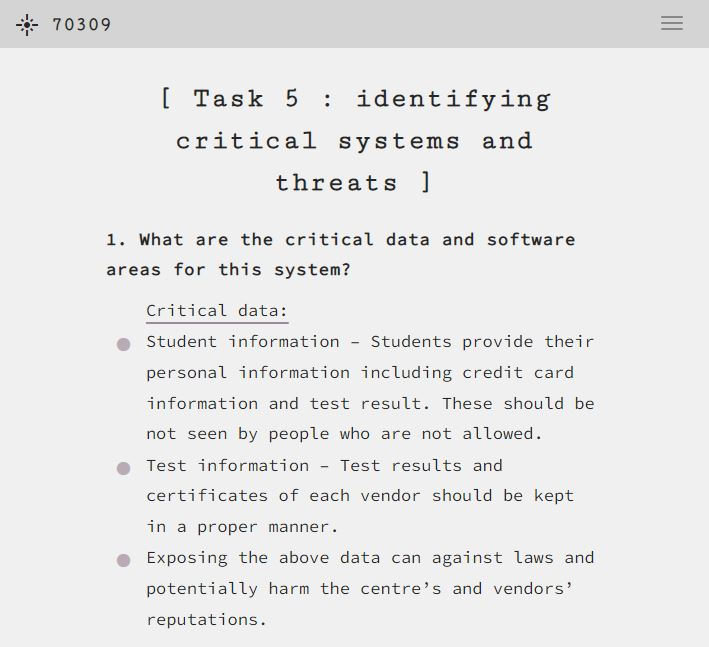 70309
[ Task 5 : identifying
critical systems and
threats ]
1. What are the critical data and software
areas for this system?
Critical data:
Student information – Students provide their
personal information including credit card
information and test result. These should be
not seen by people who are not allowed.
Test information – Test results and
certificates of each vendor should be kept
in a proper manner.
Exposing the above data can against laws and
potentially harm the centre’s and vendors’
reputations.